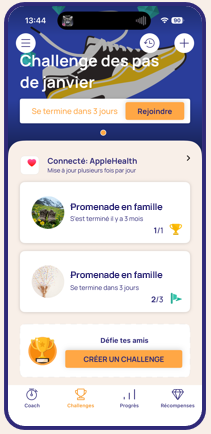 13:44
90
Challenge des pas
de janvier
Se termine dans 3 jours
Rejoindre
Connecté: AppleHealth
Mise à jour plusieurs fois par jour
Promenade en famille
S'est terminé il y a 3 mois
1/1
Promenade en famille
Se termine dans 3 jours
2/3
Défie tes amis
CRÉER UN CHALLENGE
Coach
Challenges
Progrès
Récompenses